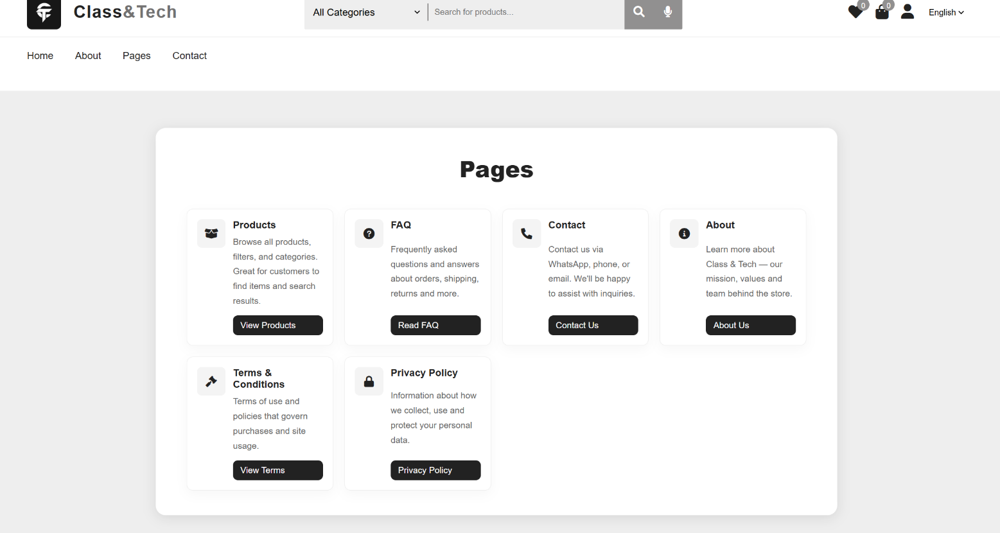 Class&Tech
All Categories
Search for products...
0
0
English
Home
About
Pages
Contact
Pages
Products
Browse all products,
filters, and categories.
Great for customers to
find items and search
results.
View Products
FAQ
Frequently asked
questions and answers
about orders, shipping,
returns and more.
Read FAQ
Contact
Contact us via
WhatsApp, phone, or
email. We'll be happy
to assist with inquiries.
Contact Us
About
Learn more about
Class & Tech — our
mission, values and
team behind the store.
About Us
Terms &
Conditions
Terms of use and
policies that govern
purchases and site
usage.
View Terms
Privacy Policy
Information about how
we collect, use and
protect your personal
data.
Privacy Policy